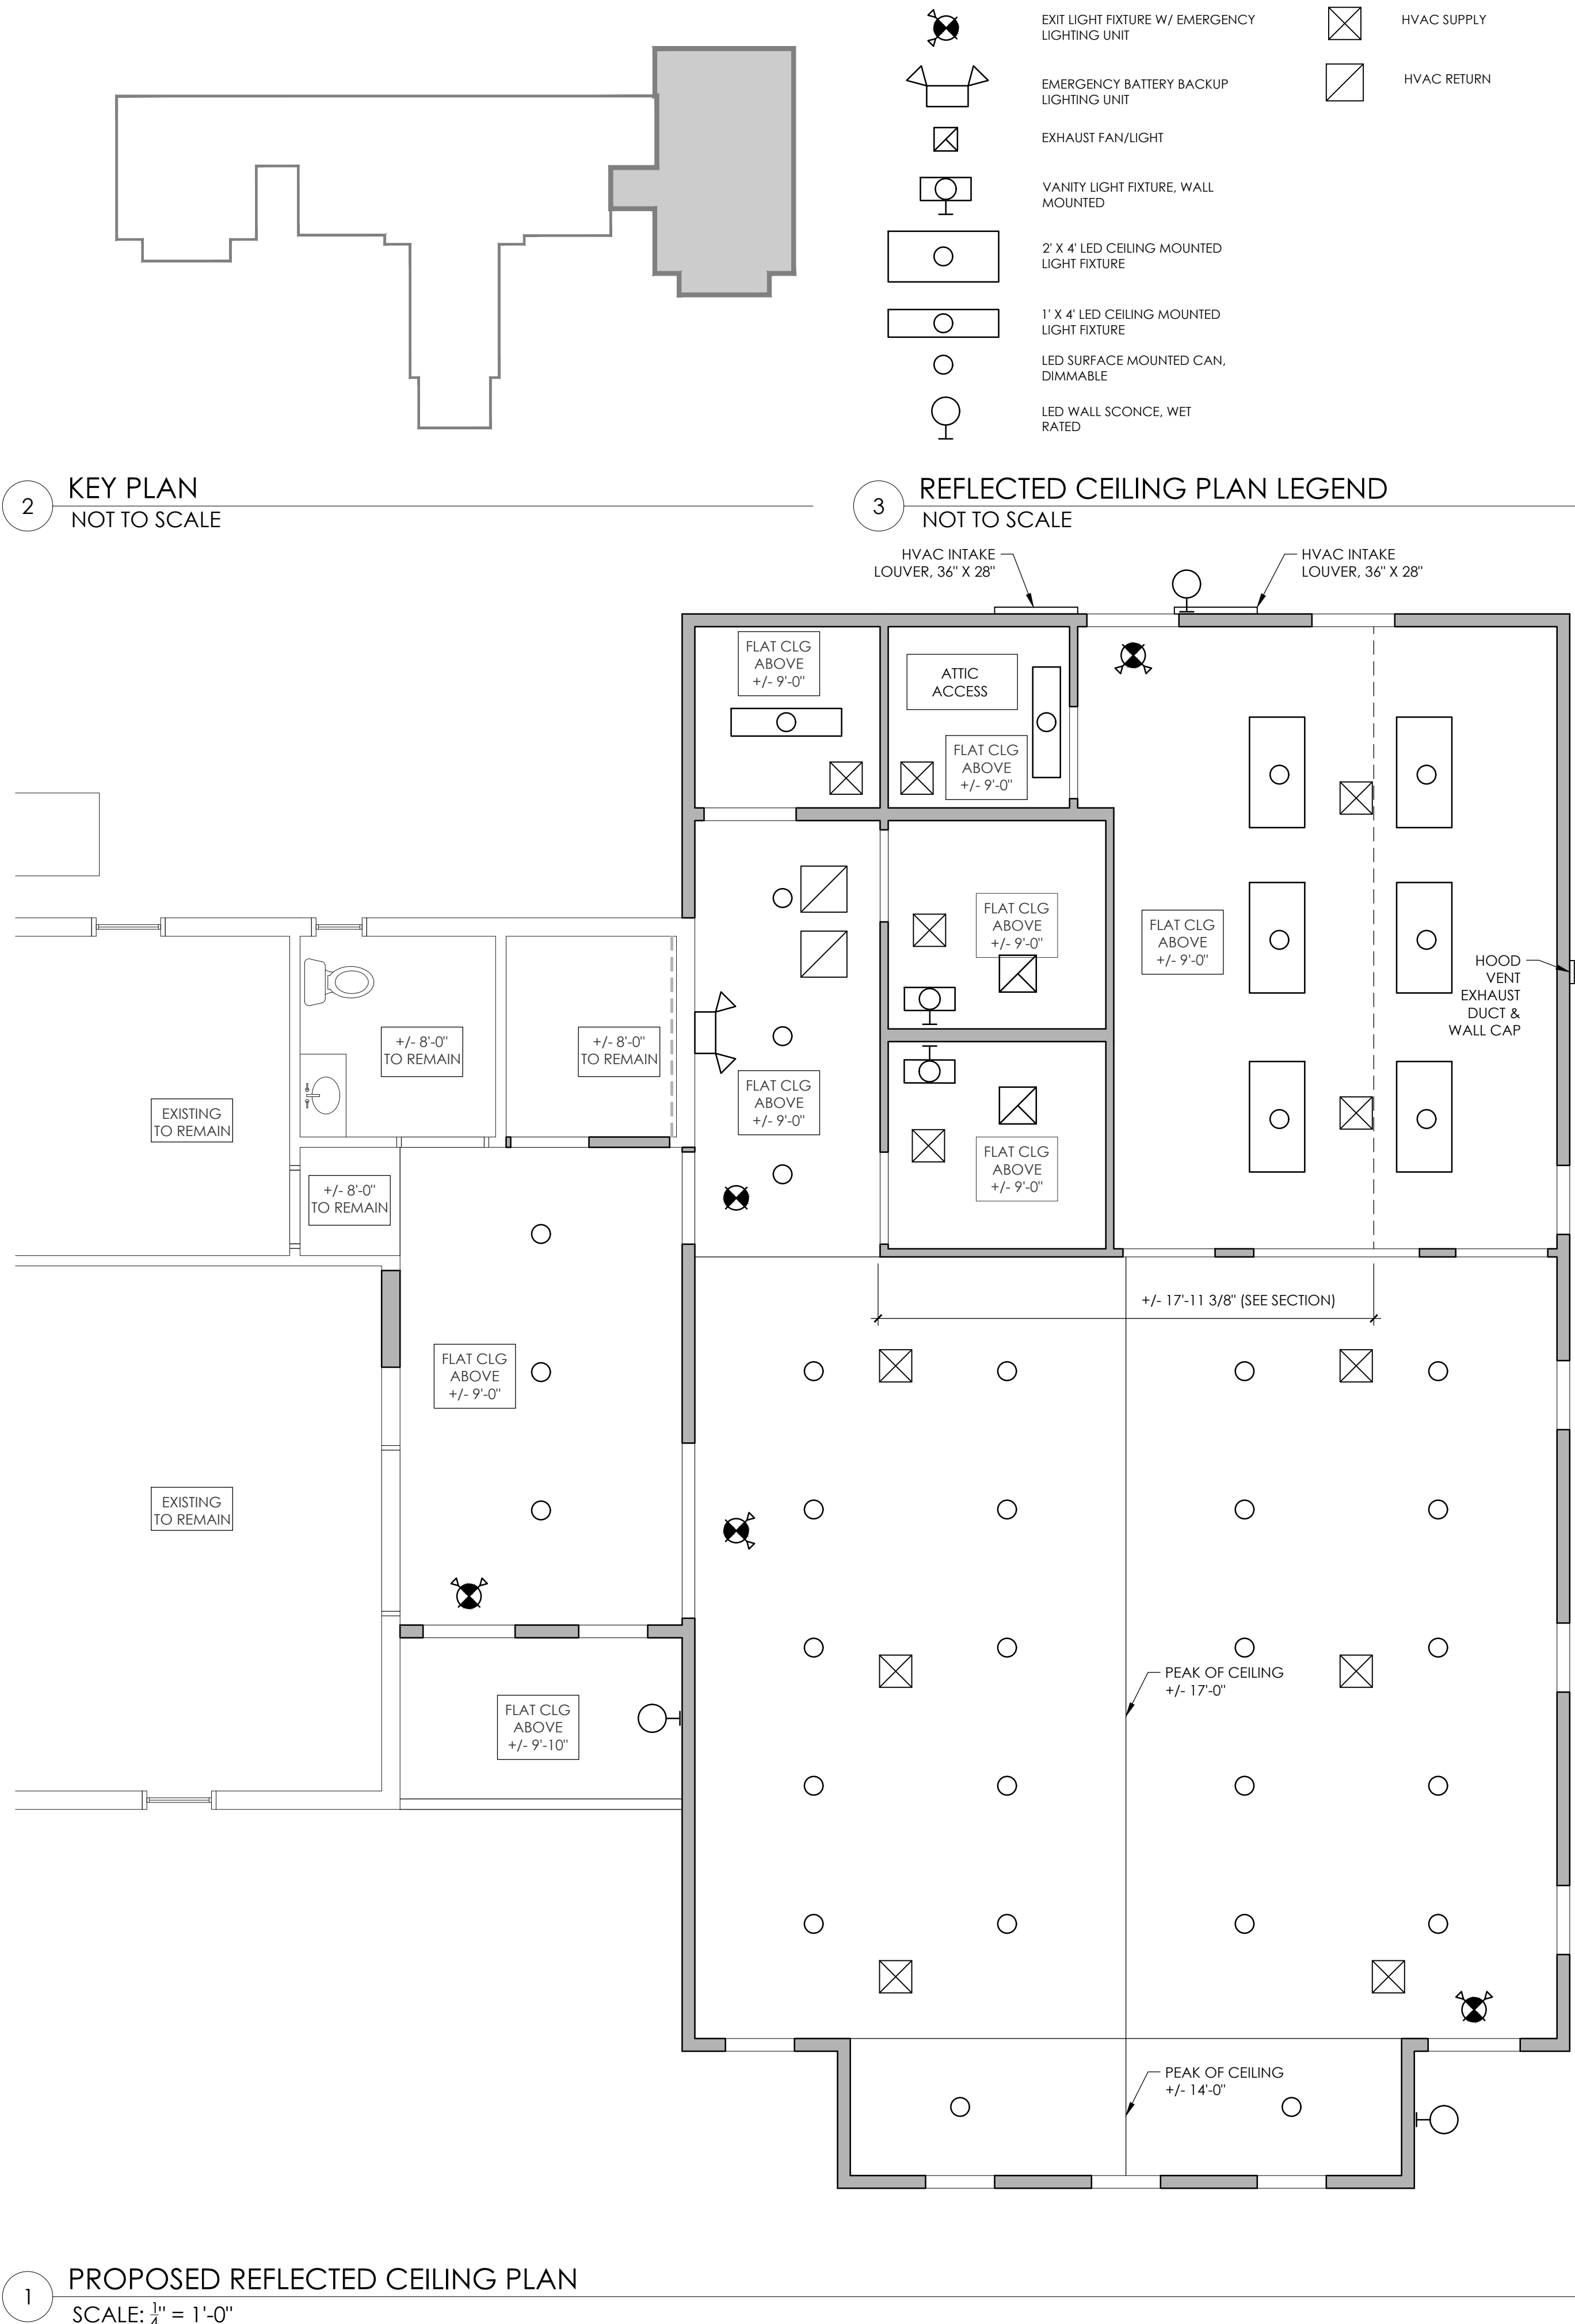 EXIT LIGHT FIXTURE W/ EMERGENCY
LIGHTING UNIT
HVAC SUPPLY
EMERGENCY BATTERY BACKUP
LIGHTING UNIT
HVAC RETURN
EXHAUST FAN/LIGHT
VANITY LIGHT FIXTURE, WALL
MOUNTED
2' X 4' LED CEILING MOUNTED
LIGHT FIXTURE
1' X 4' LED CEILING MOUNTED
LIGHT FIXTURE
LED SURFACE MOUNTED CAN,
DIMMABLE
LED WALL SCONCE, WET
RATED
2
KEY PLAN
NOT TO SCALE
3
REFLECTED CEILING PLAN LEGEND
NOT TO SCALE
HVAC INTAKE
LOUVER, 36" X 28"
HVAC INTAKE
LOUVER, 36" X 28"
FLAT CLG
ABOVE
+/- 9'-0"
ATTIC
ACCESS
FLAT CLG
ABOVE
+/- 9'-0"
FLAT CLG
ABOVE
+/- 9'-0"
FLAT CLG
ABOVE
+/- 9'-0"
HOOD
VENT
EXHAUST
DUCT &
WALL CAP
+/- 8'-0"
TO REMAIN
+/- 8'-0"
TO REMAIN
FLAT CLG
ABOVE
+/- 9'-0"
EXISTING
TO REMAIN
FLAT CLG
ABOVE
+/- 9'-0"
+/- 8'-0"
TO REMAIN
+/- 17'-11 3/8" (SEE SECTION)
FLAT CLG
ABOVE
+/- 9'-0"
EXISTING
TO REMAIN
PEAK OF CEILING
+/- 17'-0"
FLAT CLG
ABOVE
+/- 9'-10"
PEAK OF CEILING
+/- 14'-0"
1
PROPOSED REFLECTED CEILING PLAN
SCALE: 1/4" = 1'-0"